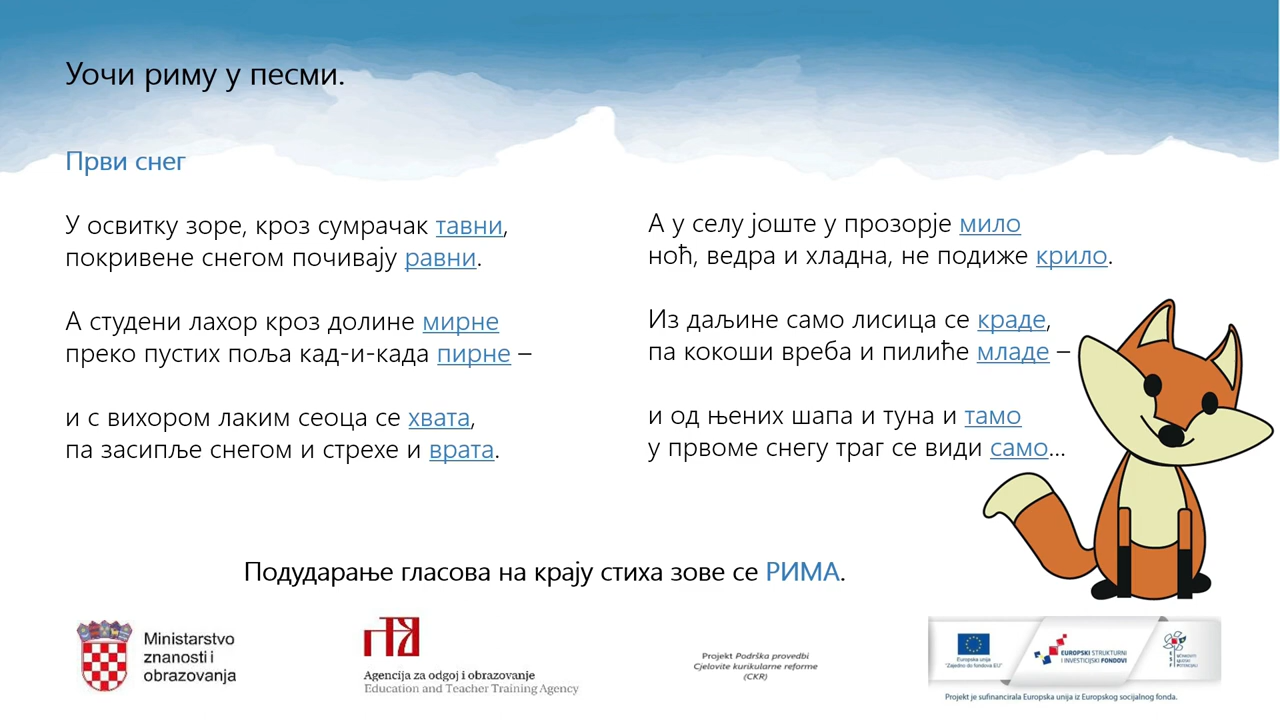 Уочи риму у песми.
Први снег
У освитку зоре, кроз сумрачак тавни,
покривене снегом почивају равни.
А студени лахор кроз долине мирне
преко пустих поља кад-и-када пирне –
и с вихором лаким сеоца се хвата,
па засипље снегом и стрехе и врата.
А у селу јоште у прозорје мило
ноћ, ведра и хладна, не подиже крило.
Из даљине само лисица се краде,
па кокоши вреба и пилиће младе –
и од њених шапа и туна и тамо
у првоме снегу траг се види само...
Подударање гласова на крају стиха зове се РИМА.
Ministarstvo
znanosti i
obrazovanja
Agencija za odgoj i obrazovanje
Education and Teacher Training Agency
Projekt Podrška provedbi
Cjelovite kurikularne reforme
(CKR)
Europska unija
"Zajedno do fondova EU"
EUROPSKI STRUKTURNI
I INVESTICIJSKI FONDOVI
Projekt je sufinancirala Europska unija iz Europskog socijalnog fonda.